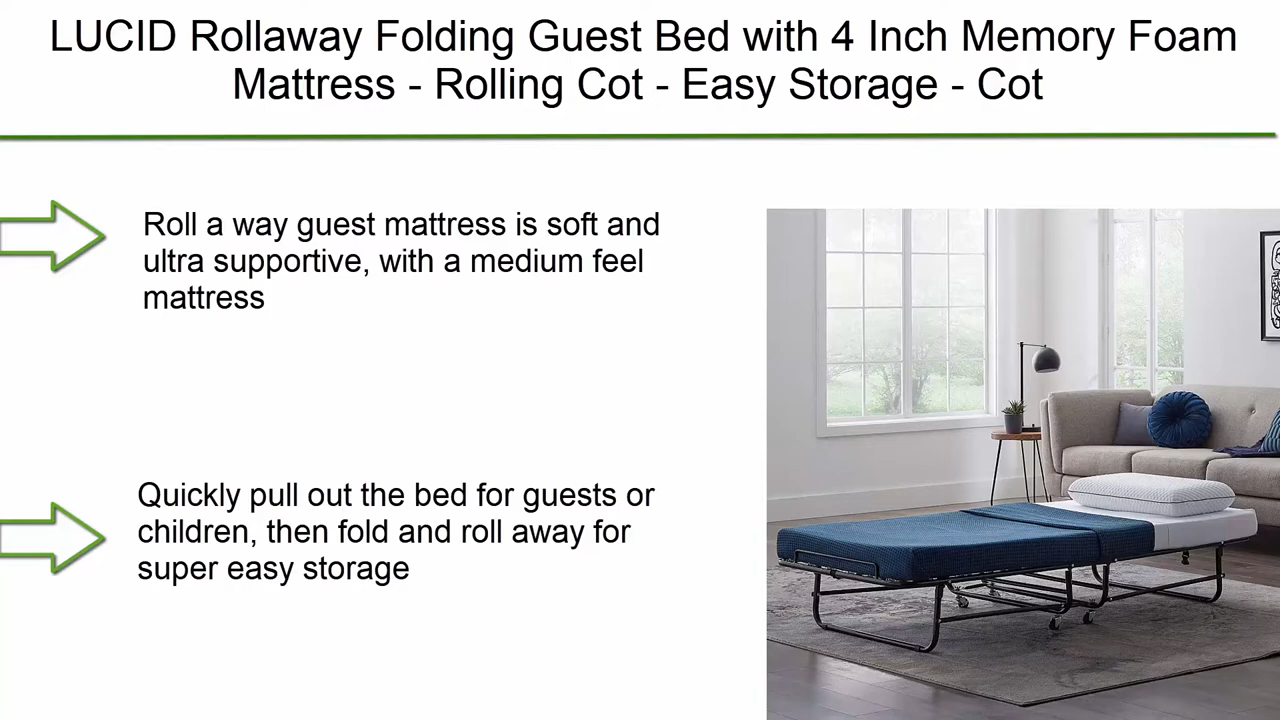 LUCID Rollaway Folding Guest Bed with 4 Inch Memory Foam
Mattress - Rolling Cot - Easy Storage - Cot
Roll a way guest mattress is soft and
ultra supportive, with a medium feel
mattress
Quickly pull out the bed for guests or
children, then fold and roll away for
super easy storage